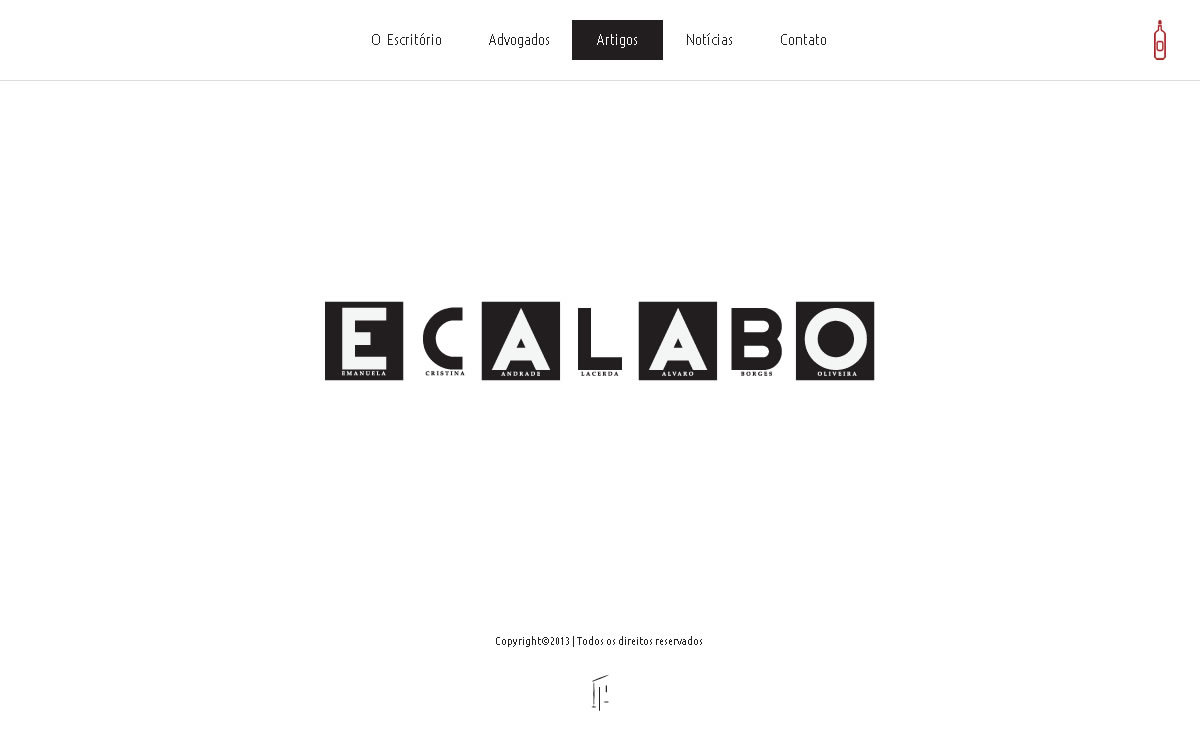 O Escritório Advogados Artigos Notícias Contato
E C A L A B O
EMANUELA CRISTINA ANDRADE LACERDA ALVARO BORGES OLIVEIRA
Copyright©2013 | Todos os direitos reservados